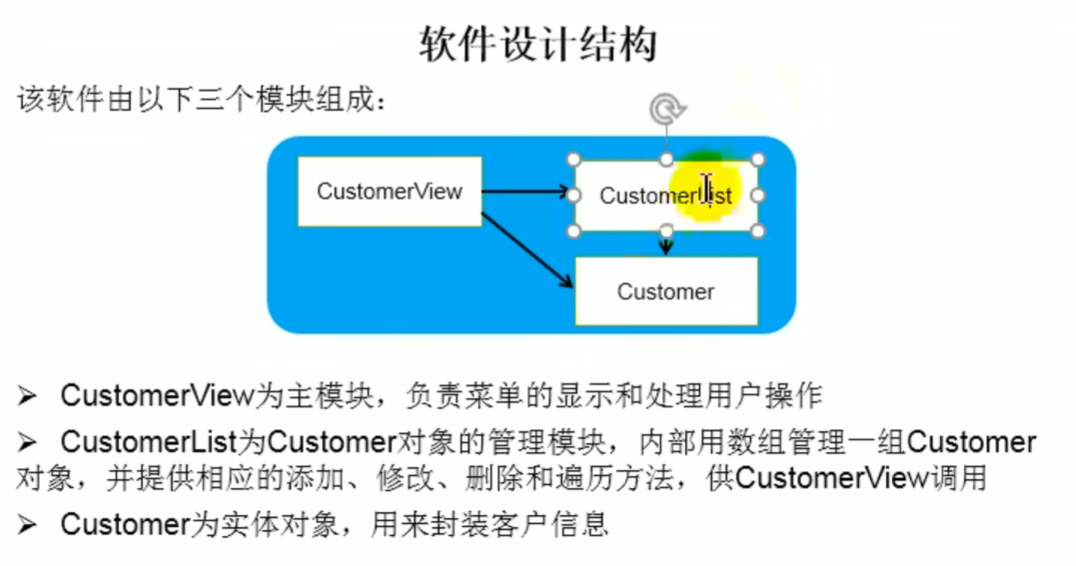 软件设计结构
该软件由以下三个模块组成：
CustomerView
CustomerList
Customer
➢ CustomerView为主模块，负责菜单的显示和处理用户操作
➢ CustomerList为Customer对象的管理模块，内部用数组管理一组Customer
对象，并提供相应的添加、修改、删除和遍历方法，供CustomerView调用
➢ Customer为实体对象，用来封装客户信息